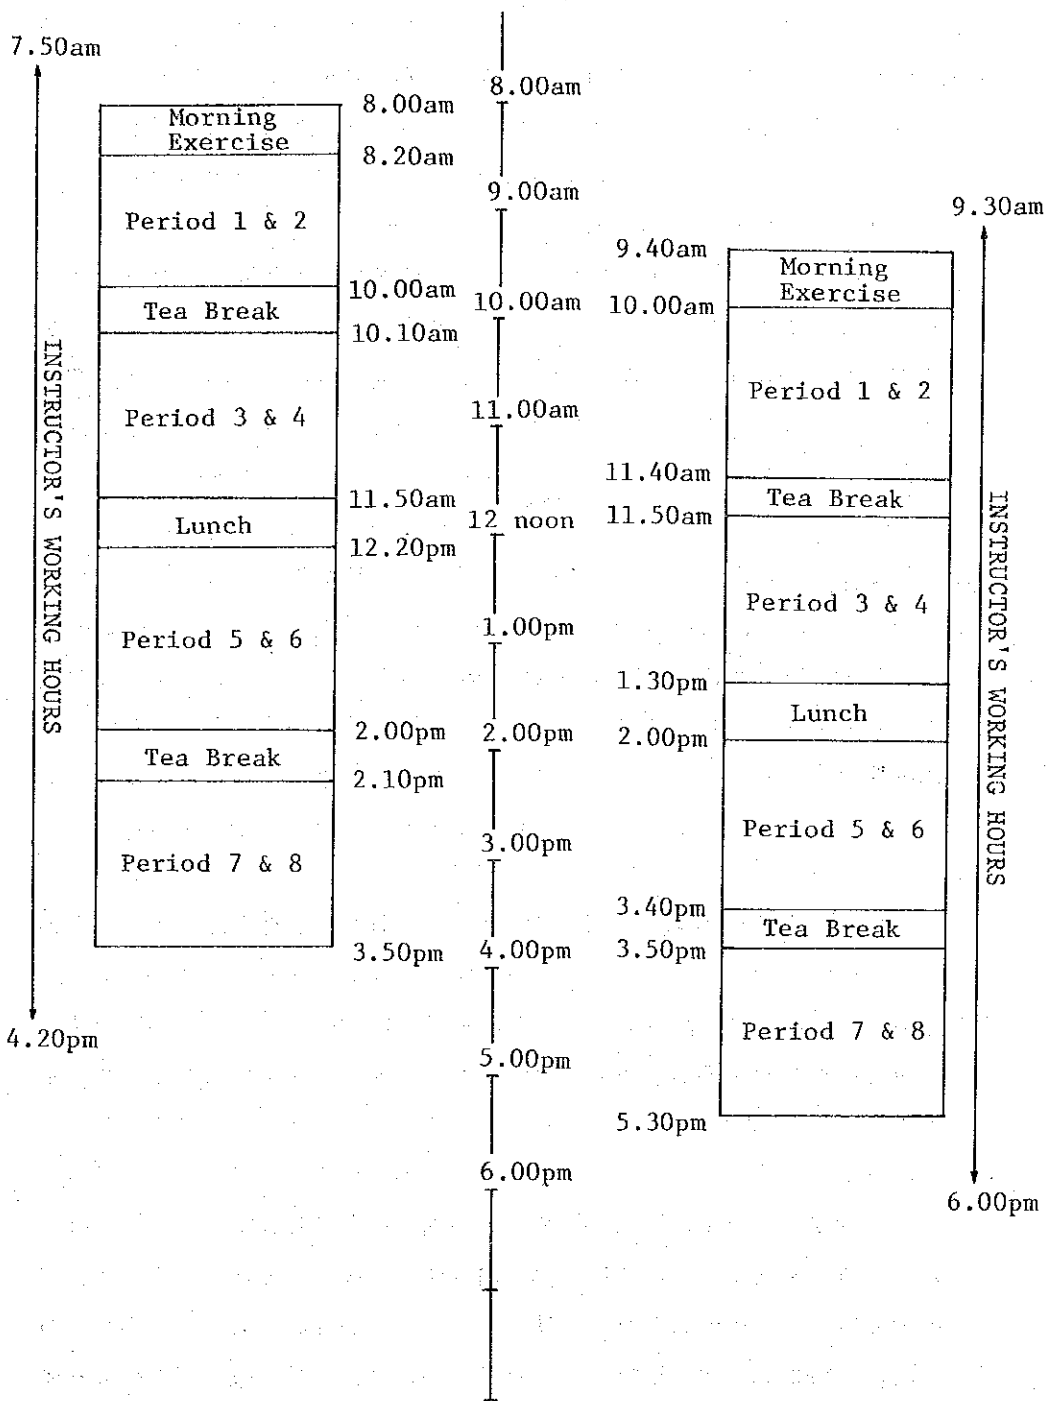 7.50am
INSTRUCTOR'S WORKING HOURS
4.20pm
Morning
Exercise
Period 1 & 2
Tea Break
Period 3 & 4
Lunch
Period 5 & 6
Tea Break
Period 7 & 8
8.00am
8.20am
10.00am
10.10am
11.50am
12.20pm
2.00pm
2.10pm
3.50pm
8.00am
9.00am
10.00am
11.00am
12 noon
1.00pm
2.00pm
3.00pm
4.00pm
5.00pm
6.00pm
9.40am
10.00am
11.40am
11.50am
1.30pm
2.00pm
3.40pm
3.50pm
5.30pm
Morning
Exercise
Period 1 & 2
Tea Break
Period 3 & 4
Lunch
Period 5 & 6
Tea Break
Period 7 & 8
9.30am
INSTRUCTOR'S WORKING HOURS
6.00pm